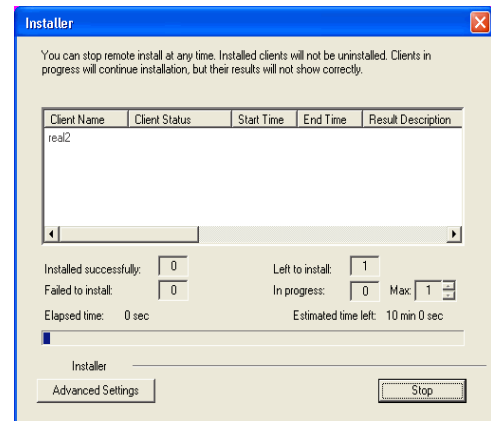 Installer
You can stop remote install at any time. Installed clients will not be uninstalled. Clients in
progress will continue installation, but their results will not show correctly.
Client Name Client Status Start Time End Time Result Description
real2
Installed successfully: 0 Left to install: 1
Failed to install: 0 In progress: 0 Max: 1
Elapsed time: 0 sec Estimated time left: 10 min 0 sec
Installer
Advanced Settings Stop